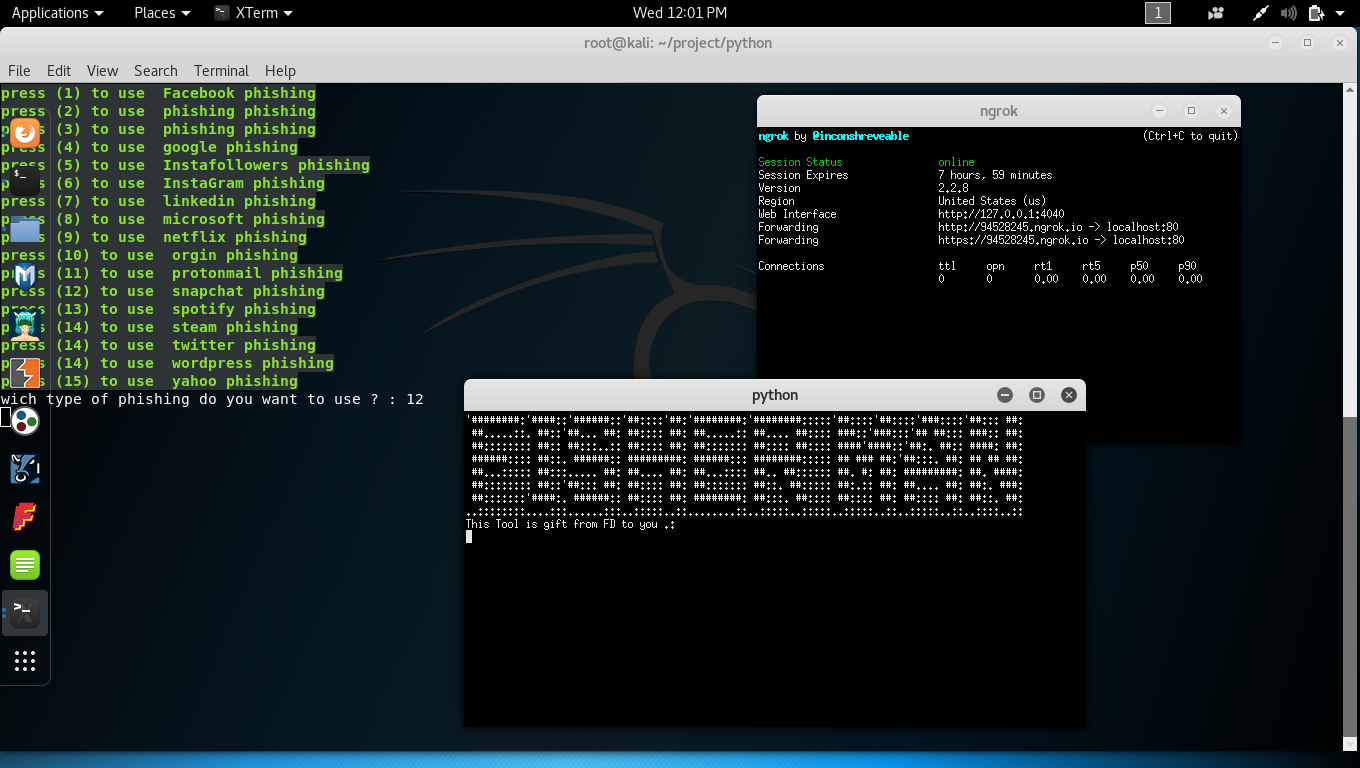 Applications Places XTerm Wed 12:01 PM 1
root@kali: ~/project/python
File Edit View Search Terminal Help
press (1) to use  Facebook phishing
press (2) to use  phishing phishing
press (3) to use  phishing phishing
press (4) to use  google phishing
press (5) to use  Instafollowers phishing
press (6) to use  InstaGram phishing
press (7) to use  linkedin phishing
press (8) to use  microsoft phishing
press (9) to use  netflix phishing
press (10) to use  orgin phishing
press (11) to use  protonmail phishing
press (12) to use  snapchat phishing
press (13) to use  spotify phishing
press (14) to use  steam phishing
press (14) to use  twitter phishing
press (14) to use  wordpress phishing
press (15) to use  yahoo phishing
wich type of phishing do you want to use ? : 12
ngrok
ngrok by @inconshreveable (Ctrl+C to quit)
Session Status online
Session Expires 7 hours, 59 minutes
Version 2.2.8
Region United States (us)
Web Interface http://127.0.0.1:4040
Forwarding http://94528245.ngrok.io -> localhost:80
Forwarding https://94528245.ngrok.io -> localhost:80
Connections ttl opn rt1 rt5 p50 p90
0 0 0.00 0.00 0.00 0.00
python
FISHERMAN
This Tool is gift from FD to you .: